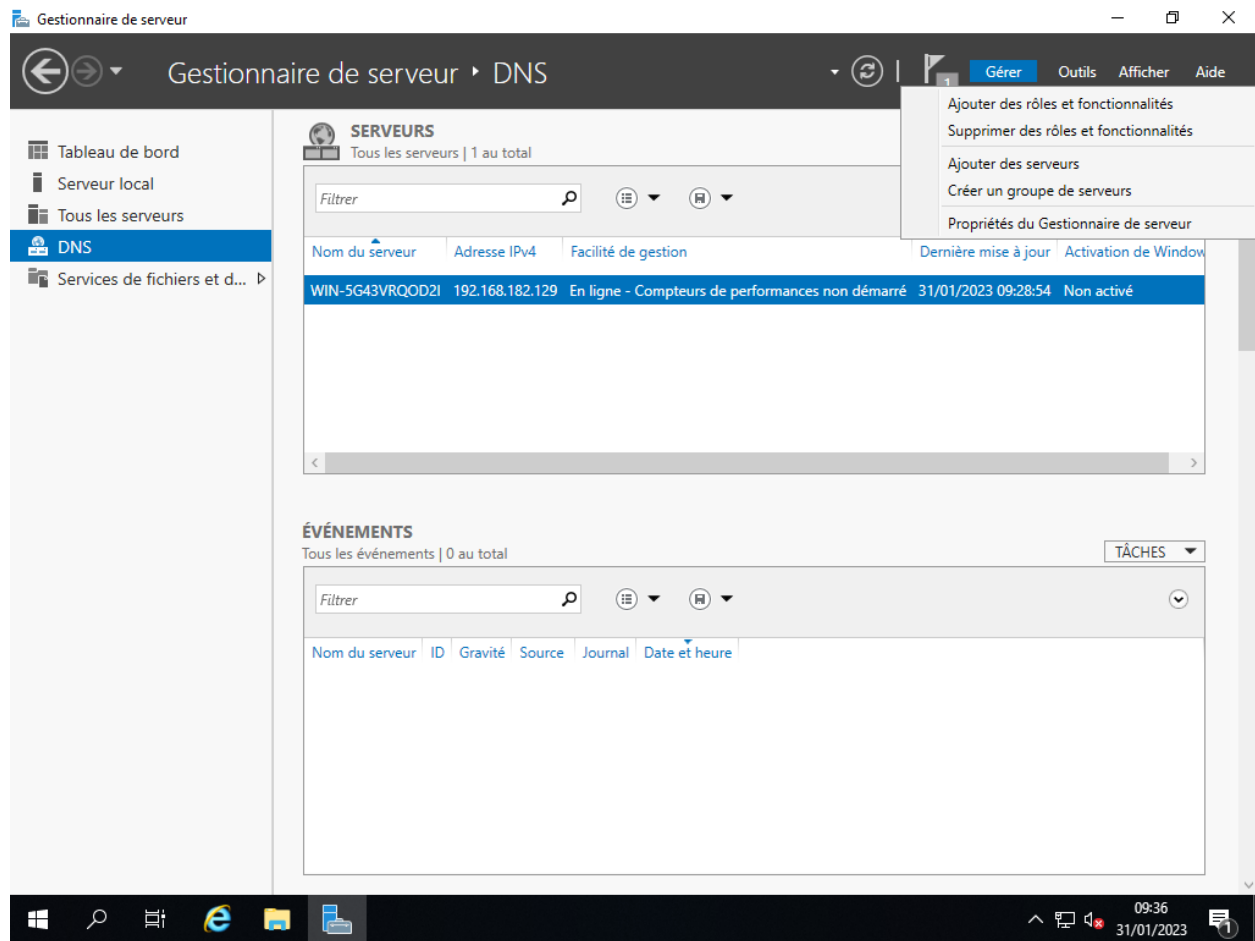 Gestionnaire de serveur
Gestionnaire de serveur DNS
1
Gérer Outils Afficher Aide
Ajouter des rôles et fonctionnalités
Supprimer des rôles et fonctionnalités
Ajouter des serveurs
Créer un groupe de serveurs
Propriétés du Gestionnaire de serveur
Tableau de bord
Serveur local
Tous les serveurs
DNS
Services de fichiers et d...
SERVEURS
Tous les serveurs | 1 au total
Filtrer
Nom du serveur Adresse IPv4 Facilité de gestion Dernière mise à jour Activation de Window
WIN-5G43VRQOD2I 192.168.182.129 En ligne - Compteurs de performances non démarré 31/01/2023 09:28:54 Non activé
ÉVÉNEMENTS
Tous les événements | 0 au total
TÂCHES
Filtrer
Nom du serveur ID Gravité Source Journal Date et heure
09:36
31/01/2023
1